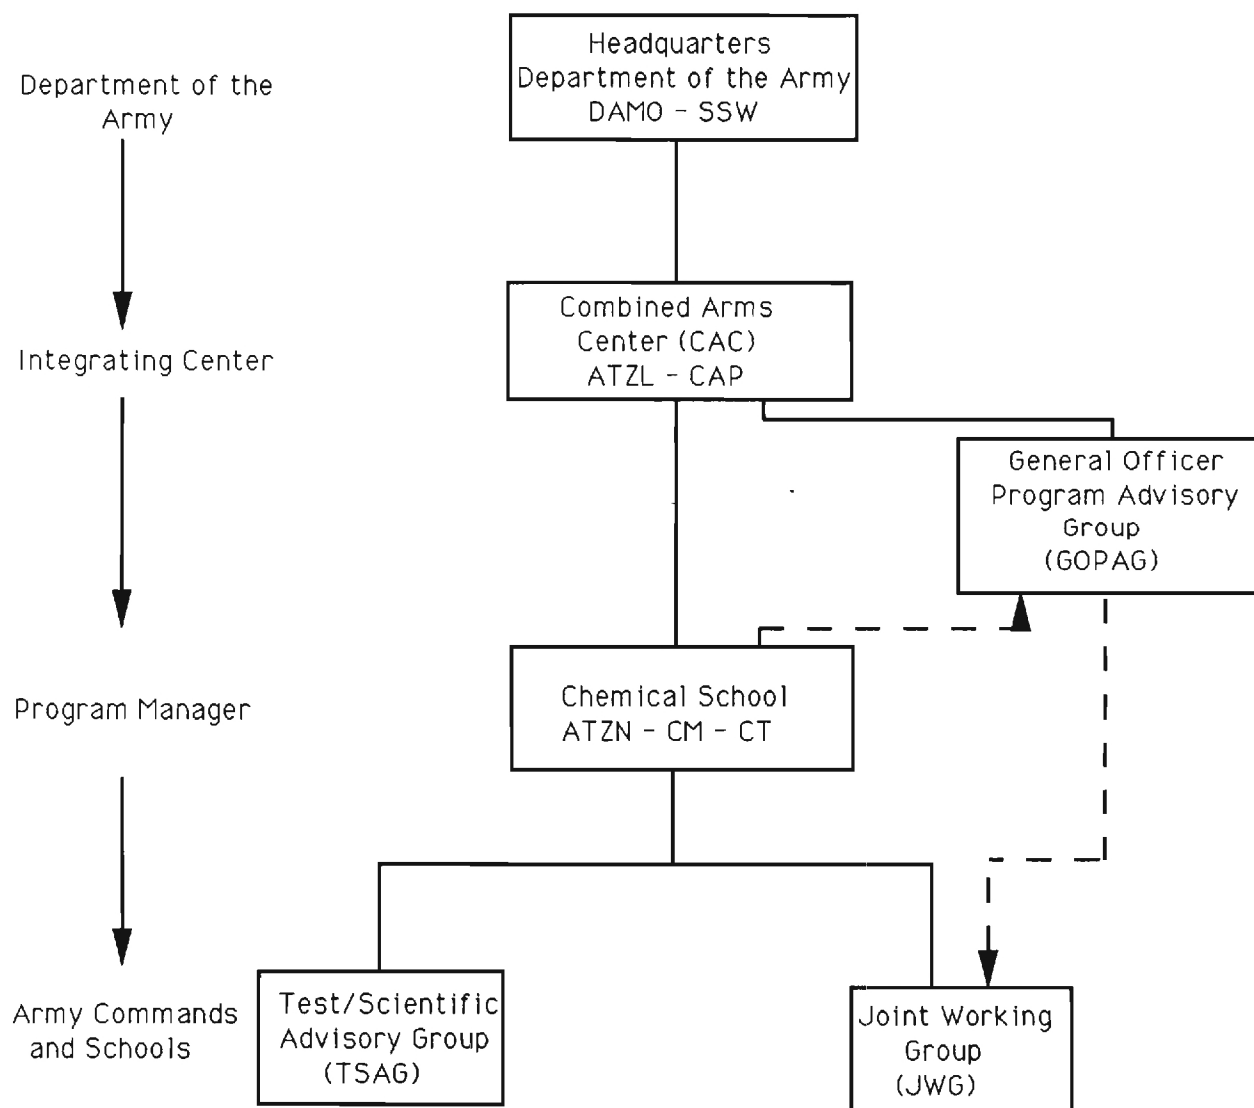 Department of the
Army
Integrating Center
Program Manager
Army Commands
and Schools
Headquarters
Department of the Army
DAMO - SSW
Combined Arms
Center (CAC)
ATZL - CAP
General Officer
Program Advisory
Group
(GOPAG)
Chemical School
ATZN - CM - CT
Test/Scientific
Advisory Group
(TSAG)
Joint Working
Group
(JWG)